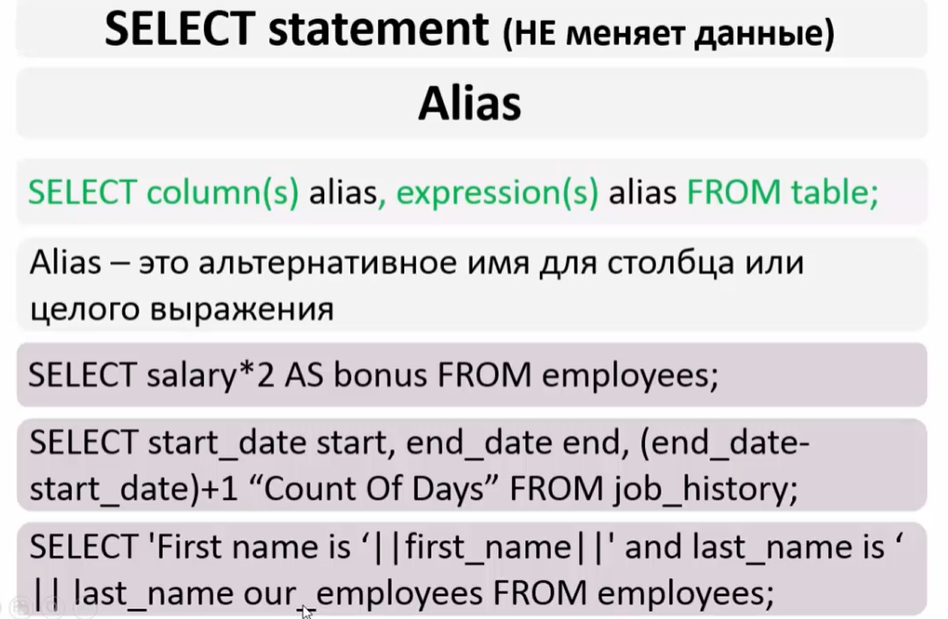 SELECT statement (НЕ меняет данные)
Alias
SELECT column(s) alias, expression(s) alias FROM table;
Alias – это альтернативное имя для столбца или
целого выражения
SELECT salary*2 AS bonus FROM employees;
SELECT start_date start, end_date end, (end_date-
start_date)+1 “Count Of Days” FROM job_history;
SELECT 'First name is ‘||first_name||' and last_name is ‘
|| last_name our_employees FROM employees;